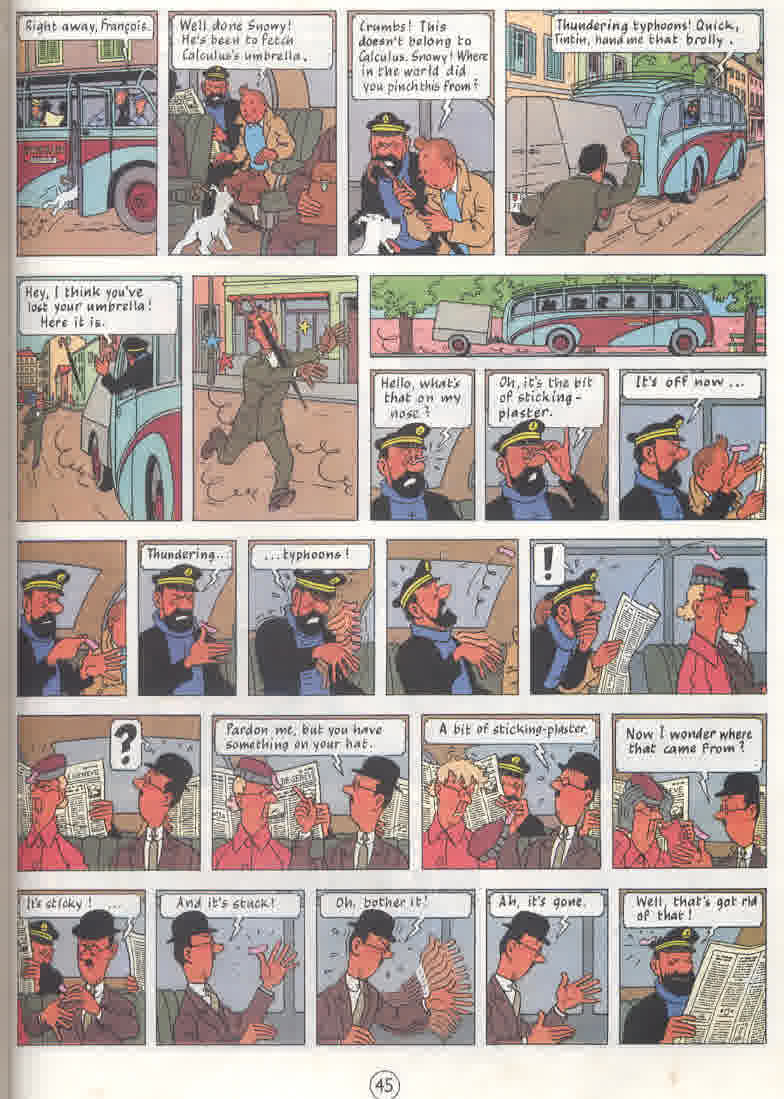 Right away, François.
Well done Snowy!
He's been to fetch
Calculus's umbrella.
Crumbs! This
doesn't belong to
Calculus. Snowy! Where
in the world did
you pinch this from?
Thundering typhoons! Quick,
Tintin, hand me that brolly.
Hey, I think you've
lost your umbrella!
Here it is.
Hello, what's
that on my
nose?
Oh, it's the bit
of sticking-
plaster.
It's off now...
Thundering...
...typhoons!
!
?
Pardon me, but you have
something on your hat.
A bit of sticking-plaster.
Now I wonder where
that came from?
It's sticky! ...
And it's stuck!
Oh, bother it!
Ah, it's gone.
Well, that's got rid
of that!
45